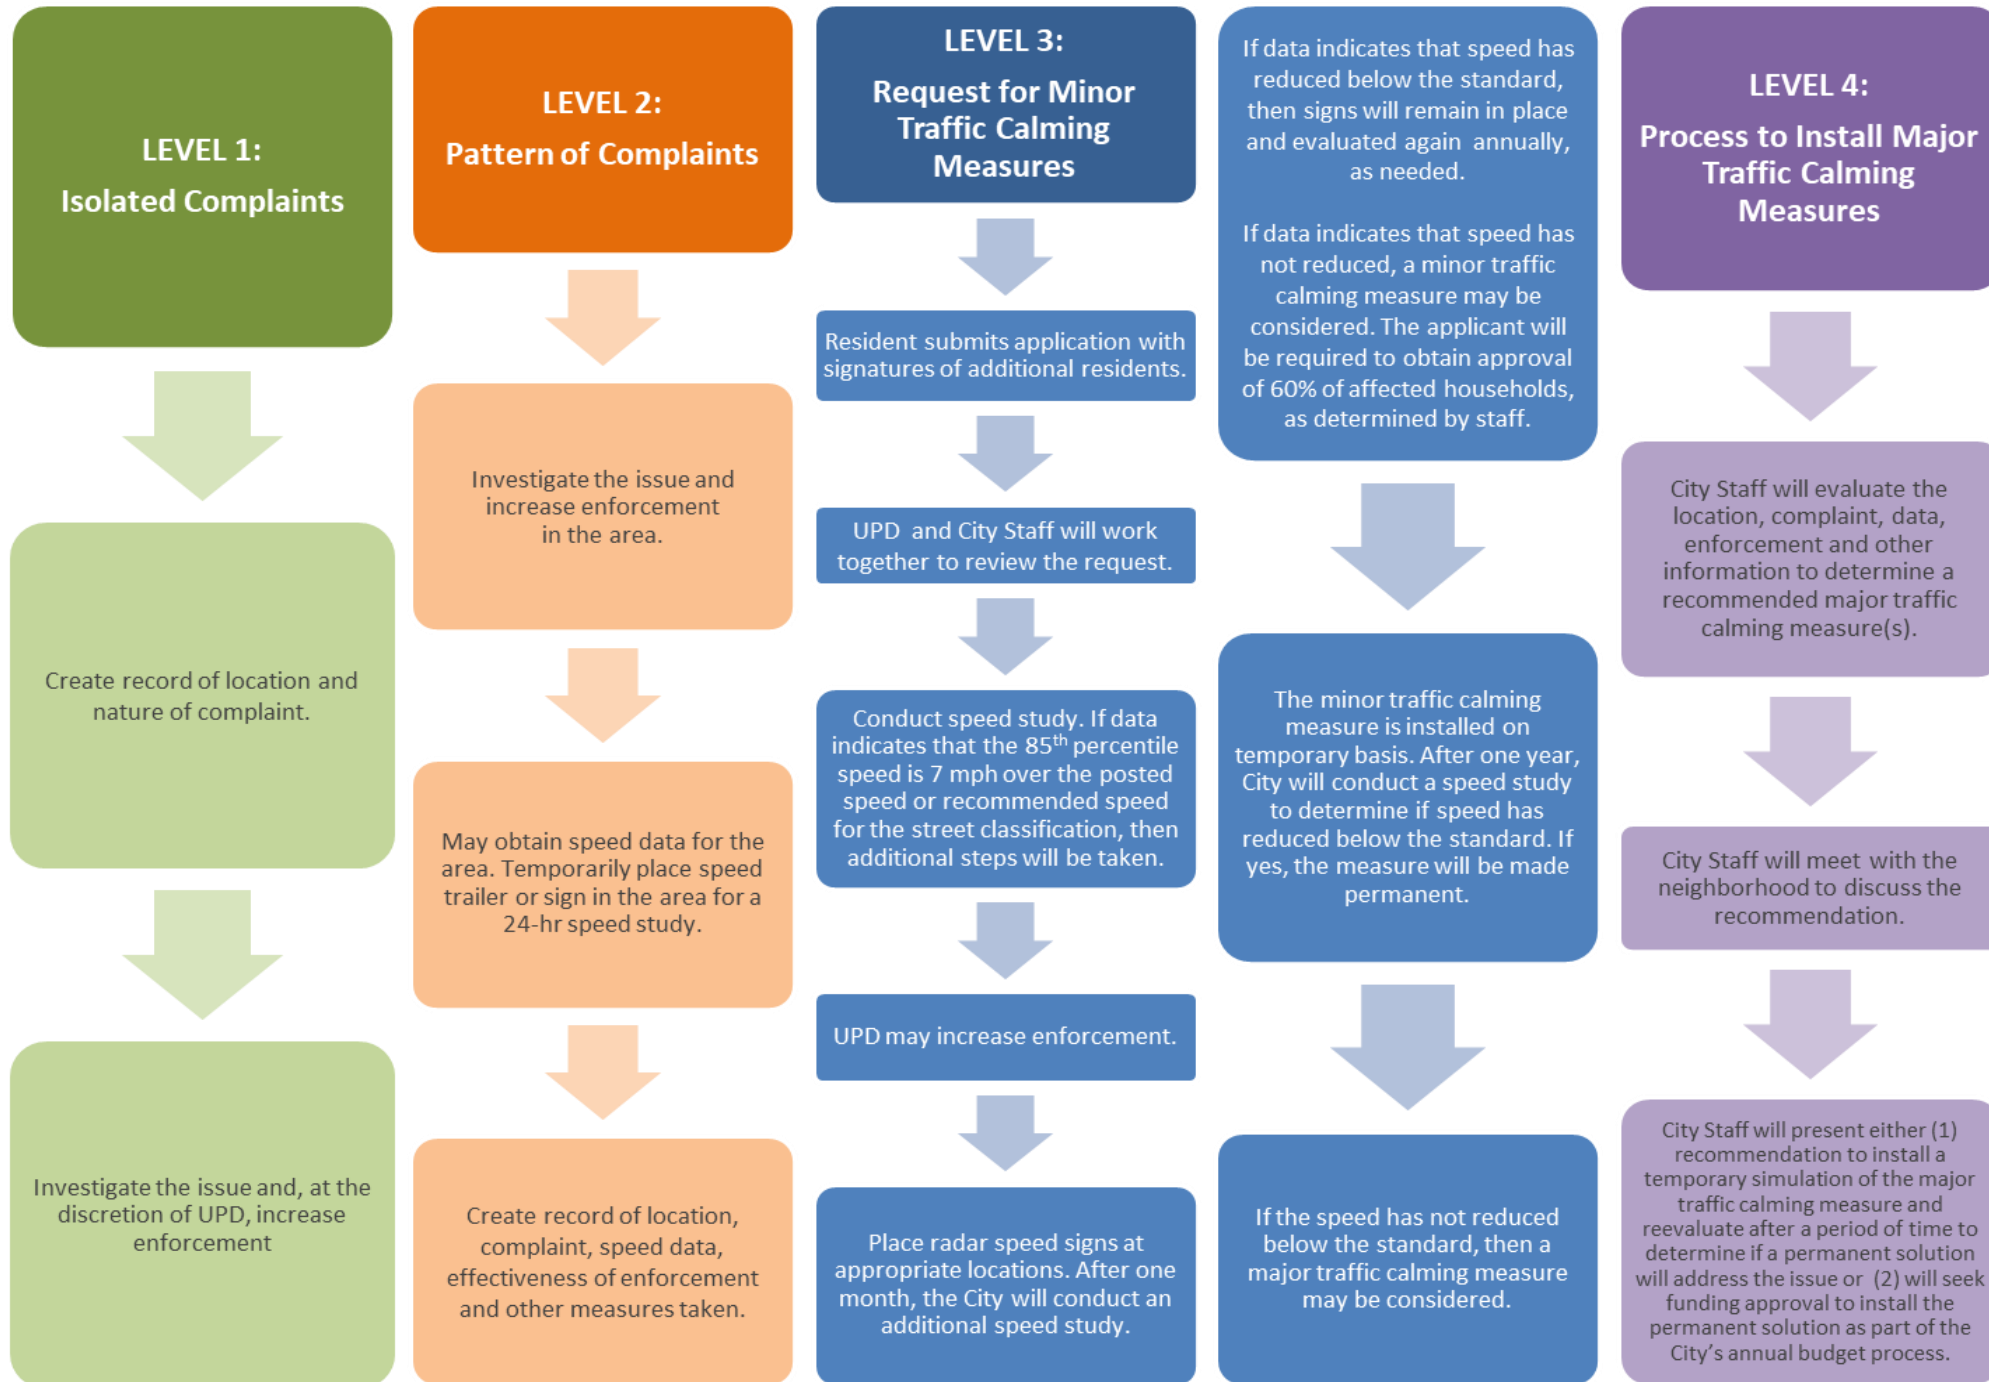 LEVEL 1:
Isolated Complaints
Create record of location and
nature of complaint.
Investigate the issue and, at the
discretion of UPD, increase
enforcement
LEVEL 2:
Pattern of Complaints
Investigate the issue and
increase enforcement
in the area.
May obtain speed data for the
area. Temporarily place speed
trailer or sign in the area for a
24-hr speed study.
Create record of location,
complaint, speed data,
effectiveness of enforcement
and other measures taken.
LEVEL 3:
Request for Minor
Traffic Calming
Measures
Resident submits application with
signatures of additional residents.
UPD and City Staff will work
together to review the request.
Conduct speed study. If data
indicates that the 85th percentile
speed is 7 mph over the posted
speed or recommended speed
for the street classification, then
additional steps will be taken.
UPD may increase enforcement.
Place radar speed signs at
appropriate locations. After one
month, the City will conduct an
additional speed study.
If data indicates that speed has
reduced below the standard,
then signs will remain in place
and evaluated again annually,
as needed.
If data indicates that speed has
not reduced, a minor traffic
calming measure may be
considered. The applicant will
be required to obtain approval
of 60% of affected households,
as determined by staff.
The minor traffic calming
measure is installed on
temporary basis. After one year,
City will conduct a speed study
to determine if speed has
reduced below the standard. If
yes, the measure will be made
permanent.
If the speed has not reduced
below the standard, then a
major traffic calming measure
may be considered.
LEVEL 4:
Process to Install Major
Traffic Calming
Measures
City Staff will evaluate the
location, complaint, data,
enforcement and other
information to determine a
recommended major traffic
calming measure(s).
City Staff will meet with the
neighborhood to discuss the
recommendation.
City Staff will present either (1)
recommendation to install a
temporary simulation of the major
traffic calming measure and
reevaluate after a period of time to
determine if a permanent solution
will address the issue or (2) will seek
funding approval to install the
permanent solution as part of the
City's annual budget process.